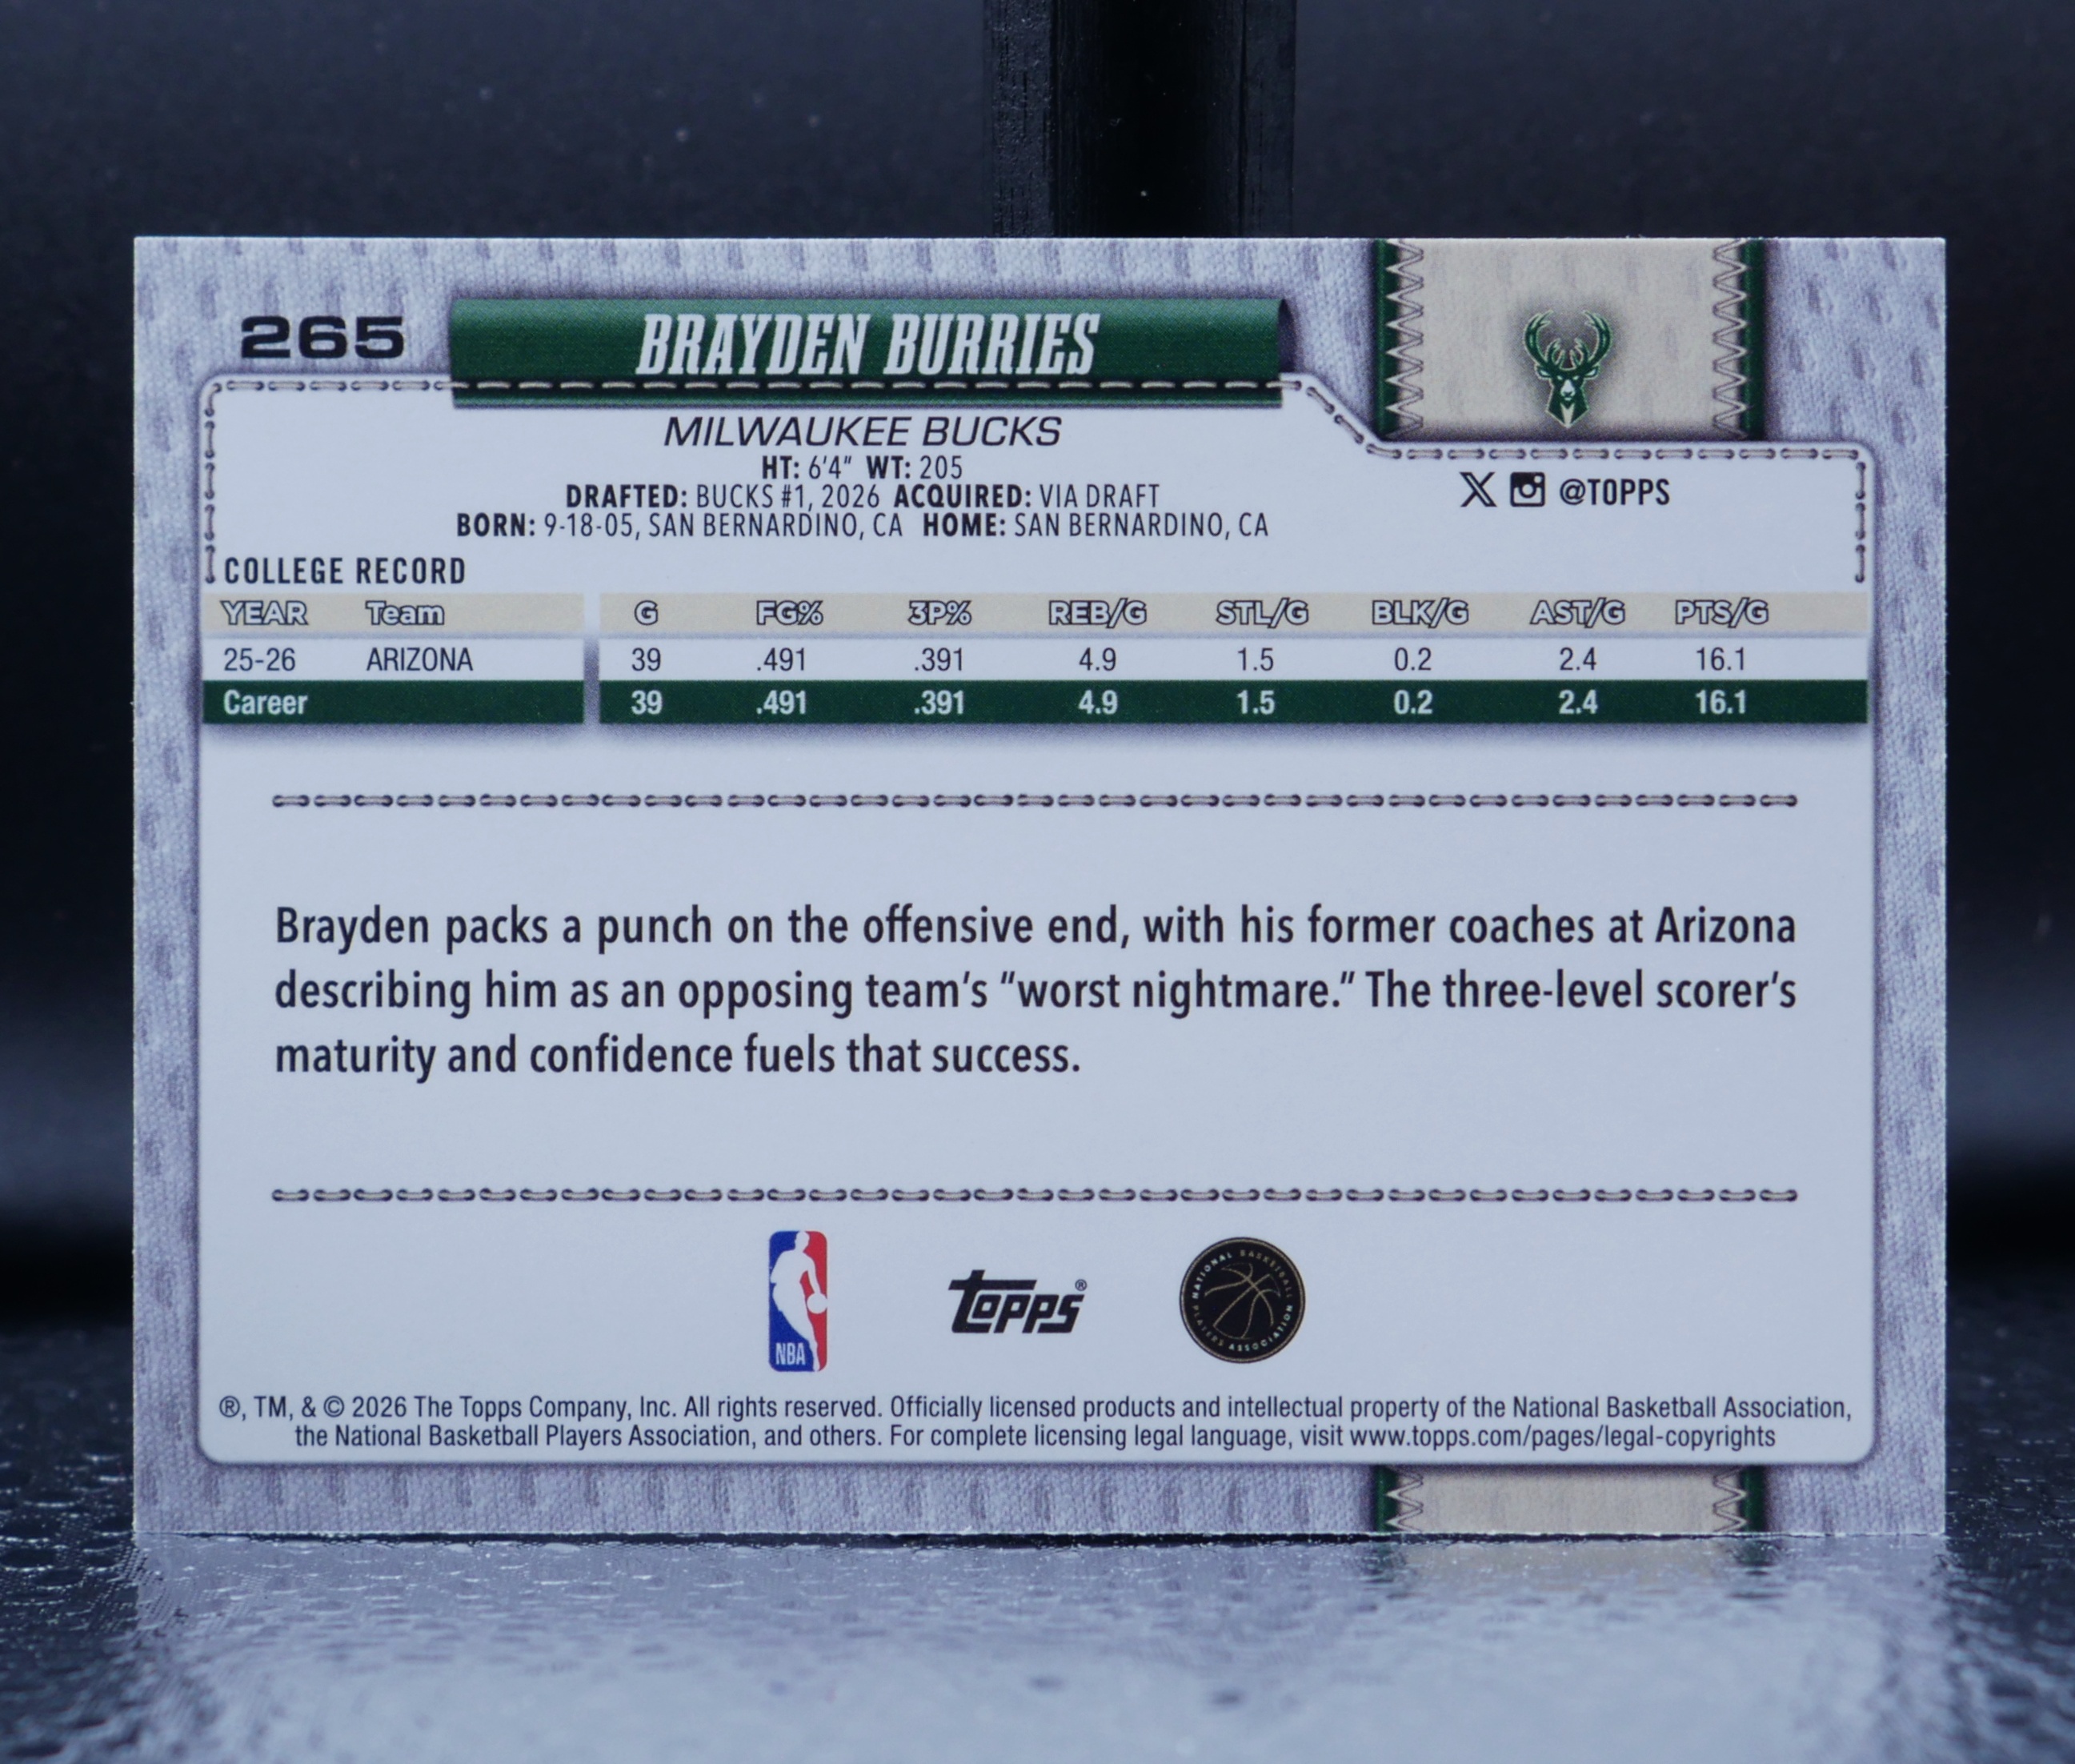 265
BRAYDEN BURRIES
MILWAUKEE BUCKS
HT: 6'4" WT: 205
DRAFTED: BUCKS #1, 2026 ACQUIRED: VIA DRAFT
BORN: 9-18-05, SAN BERNARDINO, CA HOME: SAN BERNARDINO, CA
@TOPPS
COLLEGE RECORD
YEAR Team G FG% 3P% REB/G STL/G BLK/G AST/G PTS/G
25-26 ARIZONA 39 .491 .391 4.9 1.5 0.2 2.4 16.1
Career 39 .491 .391 4.9 1.5 0.2 2.4 16.1
Brayden packs a punch on the offensive end, with his former coaches at Arizona
describing him as an opposing team's "worst nightmare." The three-level scorer's
maturity and confidence fuels that success.
NBA
Topps®
NATIONAL BASKETBALL PLAYERS ASSOCIATION
®, TM, & © 2026 The Topps Company, Inc. All rights reserved. Officially licensed products and intellectual property of the National Basketball Association,
the National Basketball Players Association, and others. For complete licensing legal language, visit www.topps.com/pages/legal-copyrights